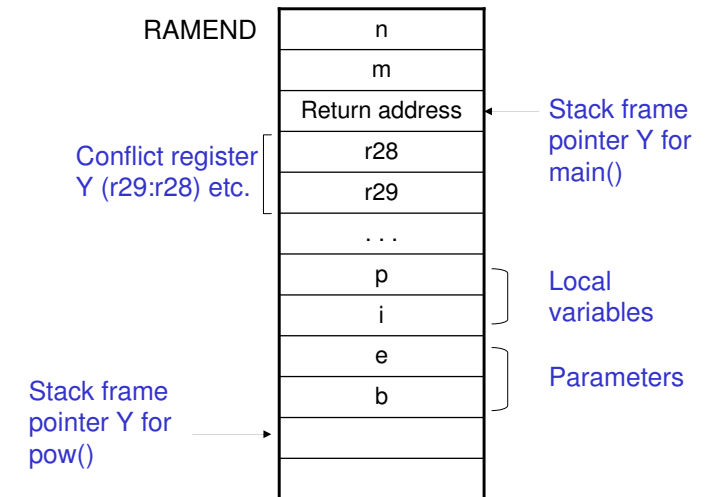 RAMEND
n
m
Return address
Stack frame
pointer Y for
main()
Conflict register
Y (r29:r28) etc.
r28
r29
. . .
p
i
Local
variables
e
b
Parameters
Stack frame
pointer Y for
pow()